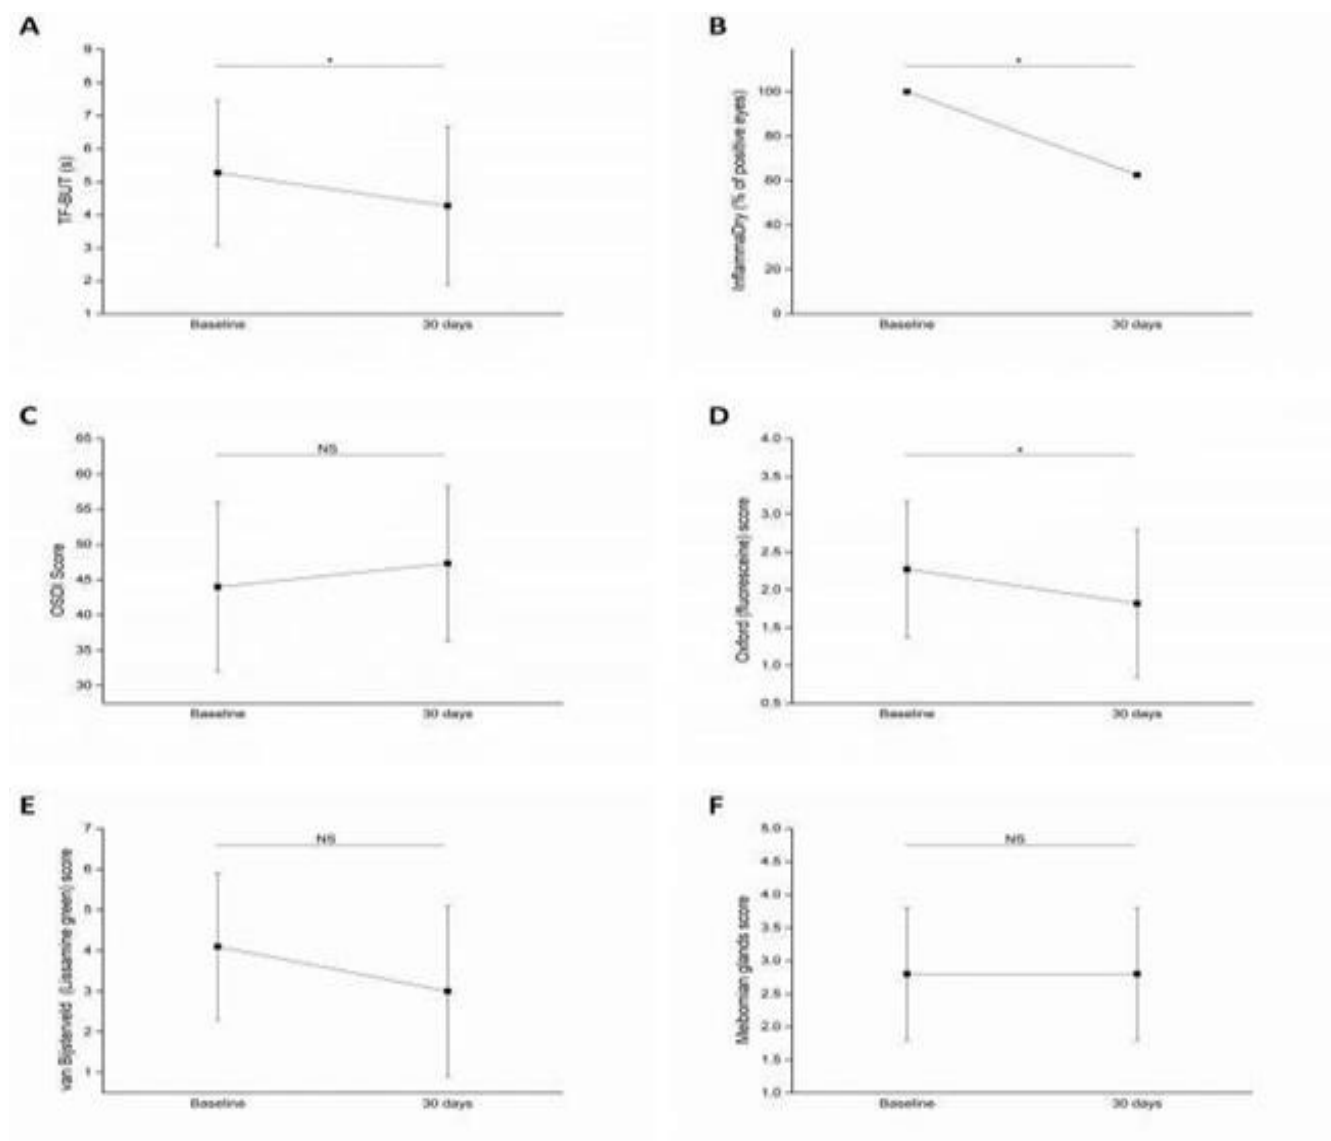 A
TF-BUT (s)
9
8
7
6
5
4
3
2
1
*
Baseline 30 days
B
InflammaDry (% of positive eyes)
100
80
60
40
20
0
*
Baseline 30 days
C
OSDI Score
65
60
55
50
45
40
35
30
NS
Baseline 30 days
D
Oxford (fluoresceine) score
4.0
3.5
3.0
2.5
2.0
1.5
1.0
0.5
*
Baseline 30 days
E
van Bijsterveld (Lissamine green) score
7
6
5
4
3
2
1
NS
Baseline 30 days
F
Meibomian glands score
5.0
4.5
4.0
3.5
3.0
2.5
2.0
1.5
1.0
NS
Baseline 30 days